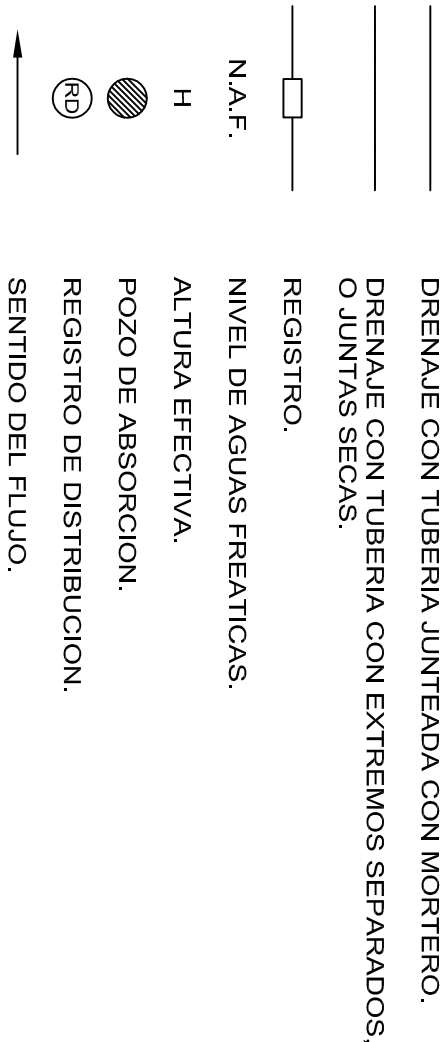 DRENAJE CON TUBERIA JUNTEADA CON MORTERO.
DRENAJE CON TUBERIA CON EXTREMOS SEPARADOS,
O JUNTAS SECAS.
REGISTRO.
N.A.F. NIVEL DE AGUAS FREATICAS.
H ALTURA EFECTIVA.
POZO DE ABSORCION.
RD REGISTRO DE DISTRIBUCION.
SENTIDO DEL FLUJO.